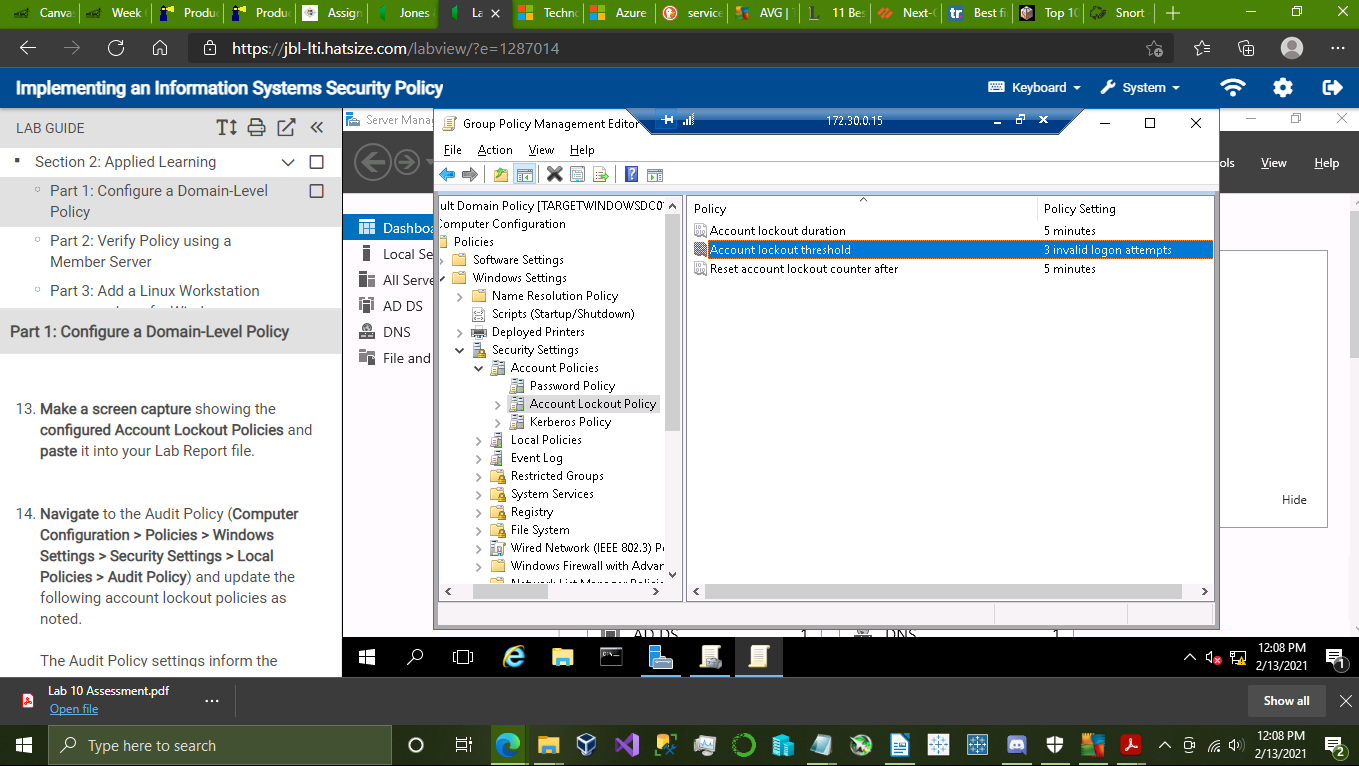 Canva
Week
Produ
Produ
Assign
Jones
La
Techno
Azure
service
AVG | T
11 Bes
Next-G
Best fi
Top 10
Snort
https://jbl-lti.hatsize.com/labview/?e=1287014
Implementing an Information Systems Security Policy
Keyboard
System
LAB GUIDE
Section 2: Applied Learning
Part 1: Configure a Domain-Level
Policy
Part 2: Verify Policy using a
Member Server
Part 3: Add a Linux Workstation
Part 1: Configure a Domain-Level Policy
13. Make a screen capture showing the
configured Account Lockout Policies and
paste it into your Lab Report file.
14. Navigate to the Audit Policy (Computer
Configuration > Policies > Windows
Settings > Security Settings > Local
Policies > Audit Policy) and update the
following account lockout policies as
noted.
The Audit Policy settings inform the
Server Manag
Dashboa
Local Se
All Serve
AD DS
DNS
File and
Group Policy Management Editor
172.30.0.15
File Action View Help
ult Domain Policy [TARGETWINDOWSDC0
Computer Configuration
Policies
Software Settings
Windows Settings
Name Resolution Policy
Scripts (Startup/Shutdown)
Deployed Printers
Security Settings
Account Policies
Password Policy
Account Lockout Policy
Kerberos Policy
Local Policies
Event Log
Restricted Groups
System Services
Registry
File System
Wired Network (IEEE 802.3) P
Windows Firewall with Advar
Network List Manager Policie
Policy Policy Setting
Account lockout duration 5 minutes
Account lockout threshold 3 invalid logon attempts
Reset account lockout counter after 5 minutes
ols View Help
Hide
AD DS 1
DNS 1
12:08 PM
2/13/2021
1
Lab 10 Assessment.pdf
Open file
Show all
Type here to search
12:08 PM
2/13/2021
2